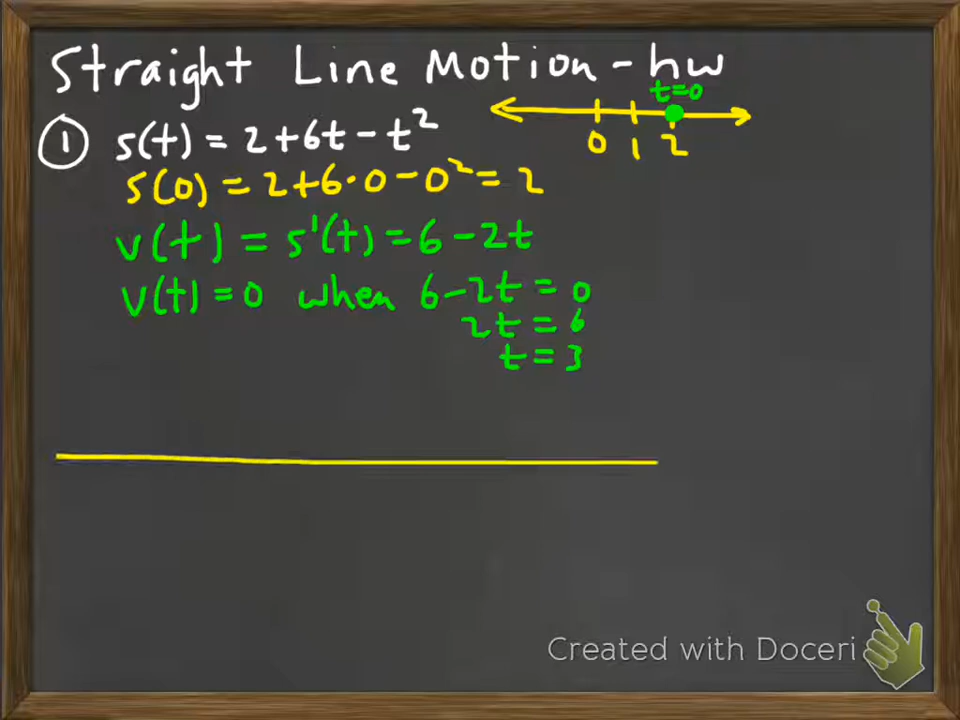 Straight Line Motion - hw
t=0
① s(t) = 2+6t-t²
0 1 2
s(0) = 2+6·0-0² = 2
v(t) = s'(t) = 6-2t
v(t) = 0 when 6-2t = 0
2t = 6
t = 3
Created with Doceri